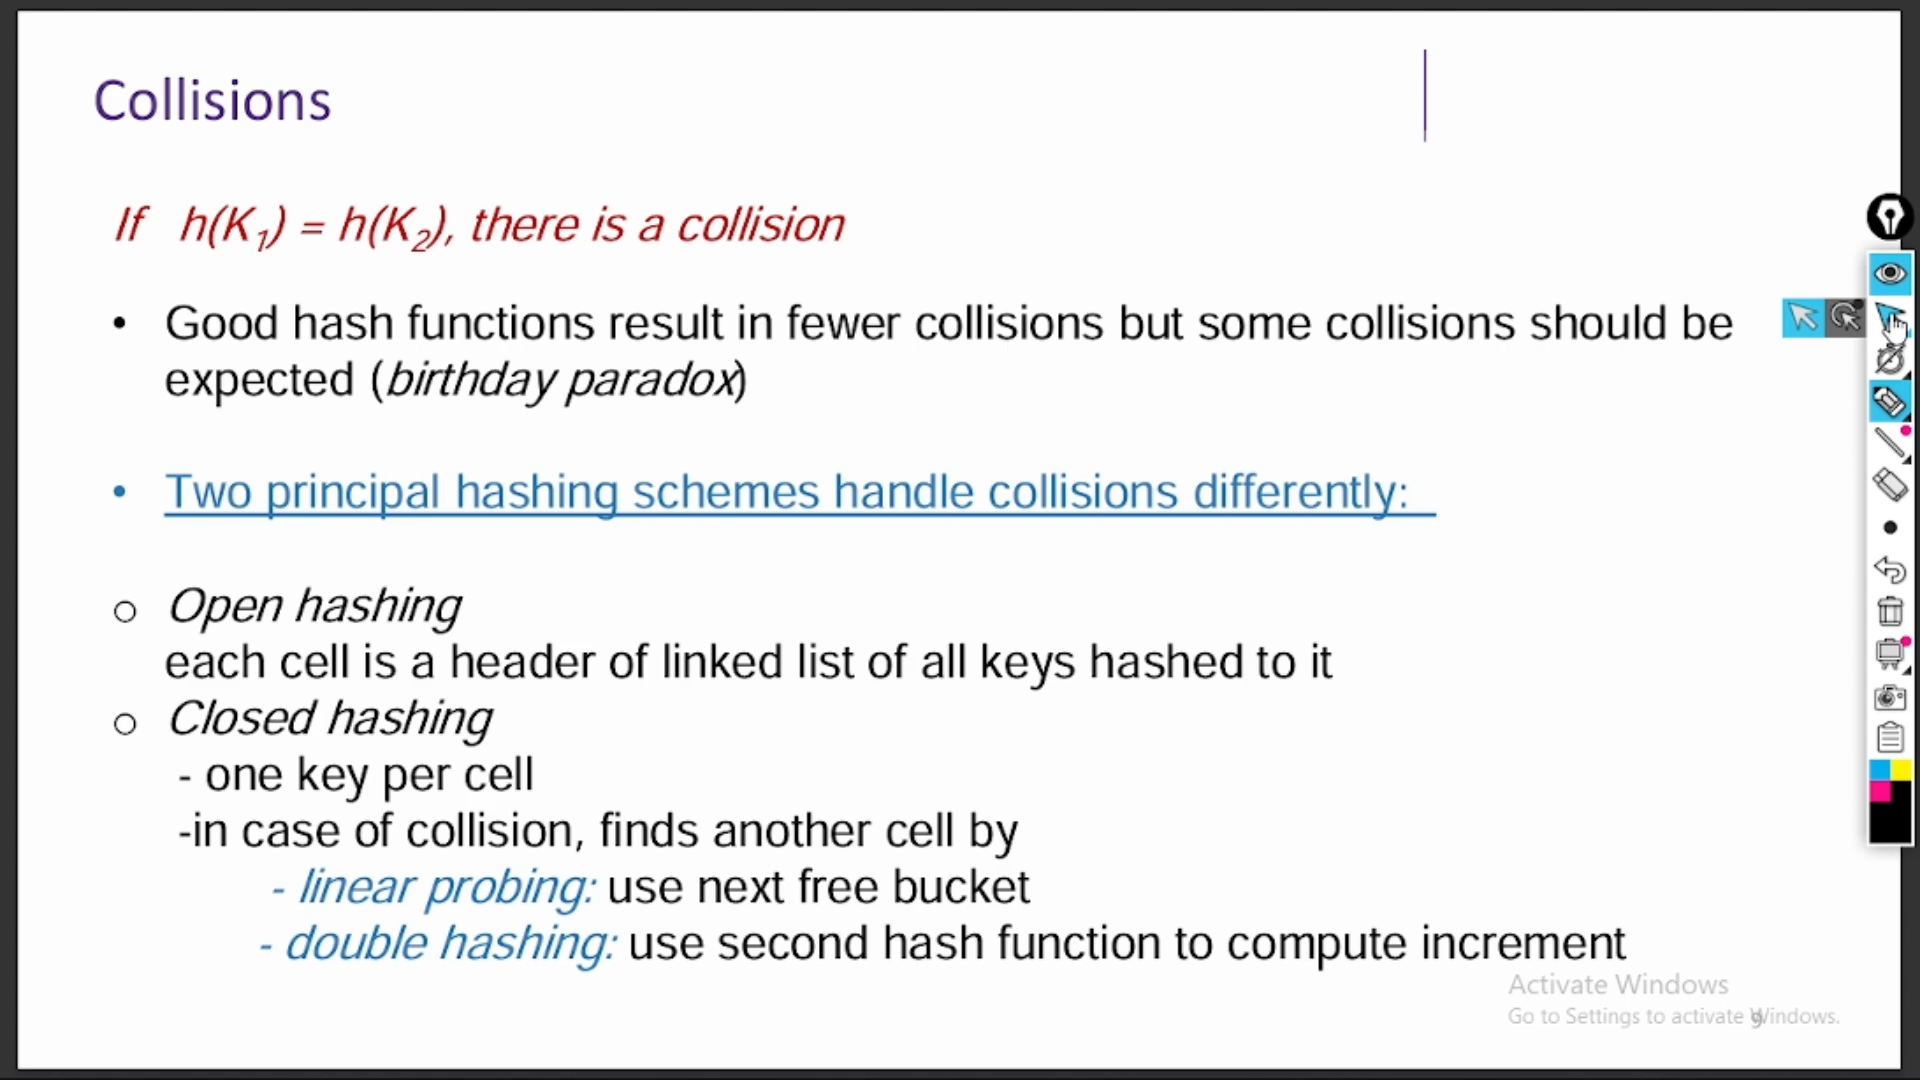 Collisions
If h(K1) = h(K2), there is a collision
• Good hash functions result in fewer collisions but some collisions should be
expected (birthday paradox)
• Two principal hashing schemes handle collisions differently:
o Open hashing
each cell is a header of linked list of all keys hashed to it
o Closed hashing
- one key per cell
-in case of collision, finds another cell by
- linear probing: use next free bucket
- double hashing: use second hash function to compute increment
Activate Windows
Go to Settings to activate Windows.
9